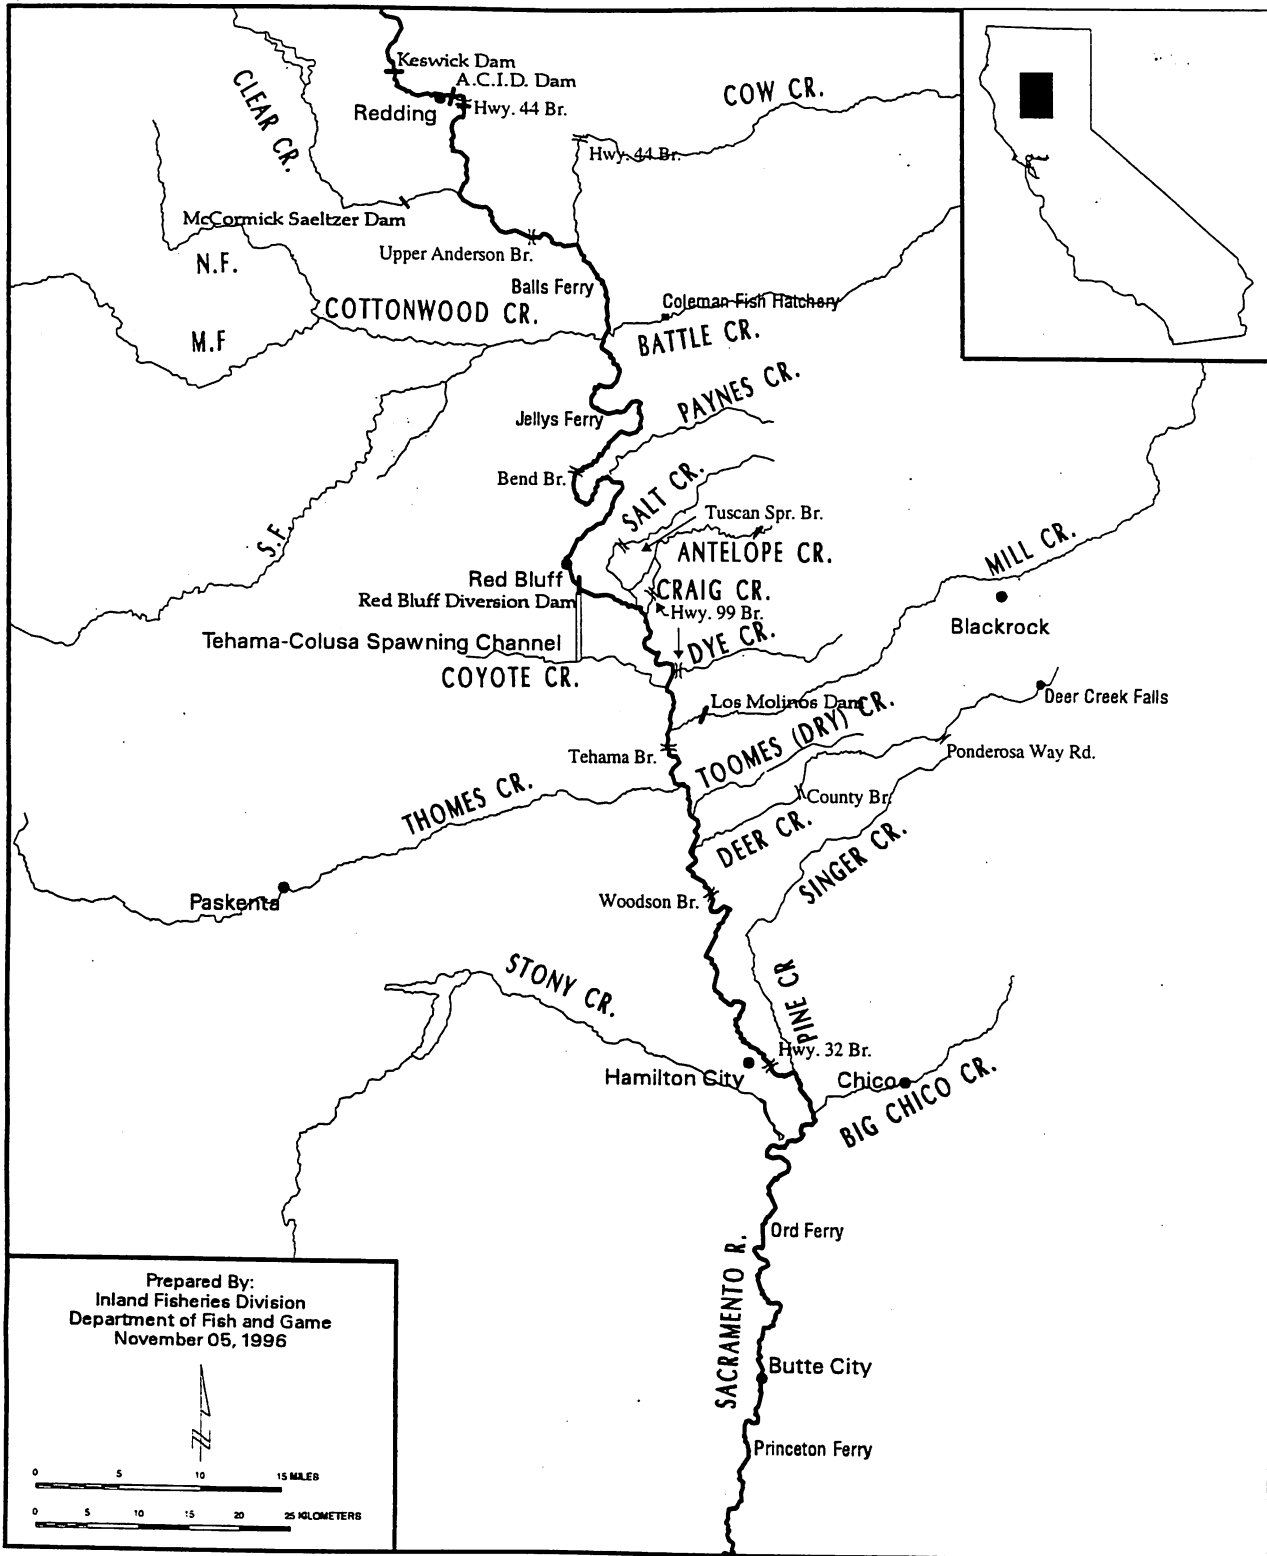 Keswick Dam
A.C.I.D. Dam
Redding
Hwy. 44 Br.
CLEAR CR.
COW CR.
Hwy. 44 Br.
McCormick Saeltzer Dam
Upper Anderson Br.
N.F.
Balls Ferry
COTTONWOOD CR.
Coleman Fish Hatchery
M.F
BATTLE CR.
PAYNES CR.
Jellys Ferry
Bend Br.
SALT CR.
Tuscan Spr. Br.
S.F.
ANTELOPE CR.
MILL CR.
Red Bluff
CRAIG CR.
Red Bluff Diversion Dam
Hwy. 99 Br.
Blackrock
Tehama-Colusa Spawning Channel
DYE CR.
COYOTE CR.
Los Molinos Dam
Deer Creek Falls
TOOMES (DRY) CR.
Tehama Br.
Ponderosa Way Rd.
THOMES CR.
County Br.
DEER CR.
SINGER CR.
Paskenta
Woodson Br.
STONY CR.
PINE CR
Hwy. 32 Br.
Hamilton City
Chico
BIG CHICO CR.
Ord Ferry
SACRAMENTO R.
Butte City
Princeton Ferry
Prepared By:
Inland Fisheries Division
Department of Fish and Game
November 05, 1996
0 5 10 15 MILES
0 5 10 15 20 25 KILOMETERS